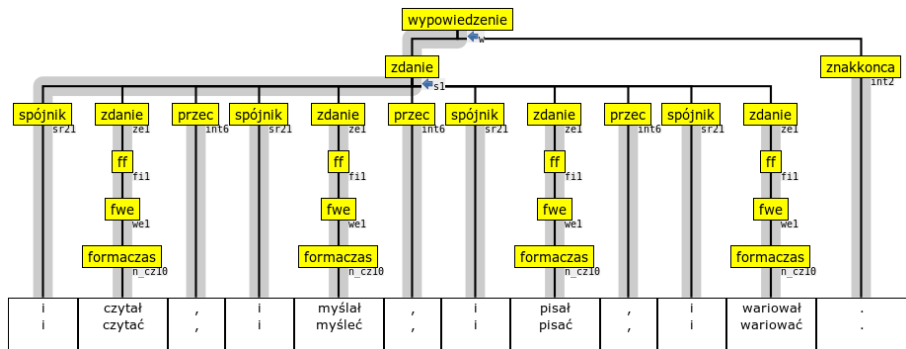 wypowiedzenie
w
zdanie znakkonca
s1 int2
spójnik zdanie przec spójnik zdanie przec spójnik zdanie przec spójnik zdanie
sr21 ze1 int6 sr21 ze1 int6 sr21 ze1 int6 sr21 ze1
ff ff ff ff
fi1 fi1 fi1 fi1
fwe fwe fwe fwe
we1 we1 we1 we1
formaczas formaczas formaczas formaczas
n_cz10 n_cz10 n_cz10 n_cz10
i czytał , i myślał , i pisał , i wariował .
i czytać , i myśleć , i pisać , i wariować .